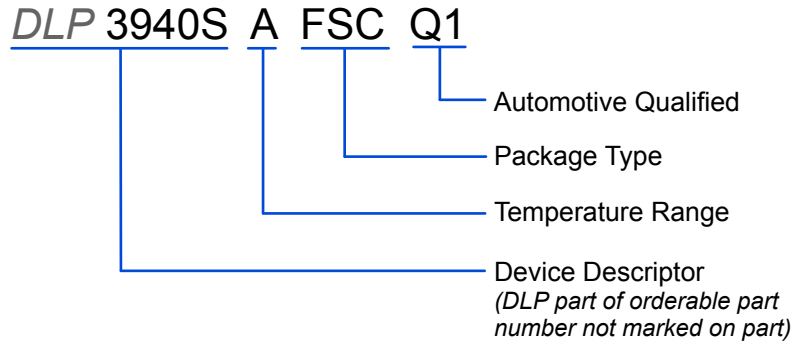 DLP 3940S A FSC Q1
Automotive Qualified
Package Type
Temperature Range
Device Descriptor
(DLP part of orderable part
number not marked on part)